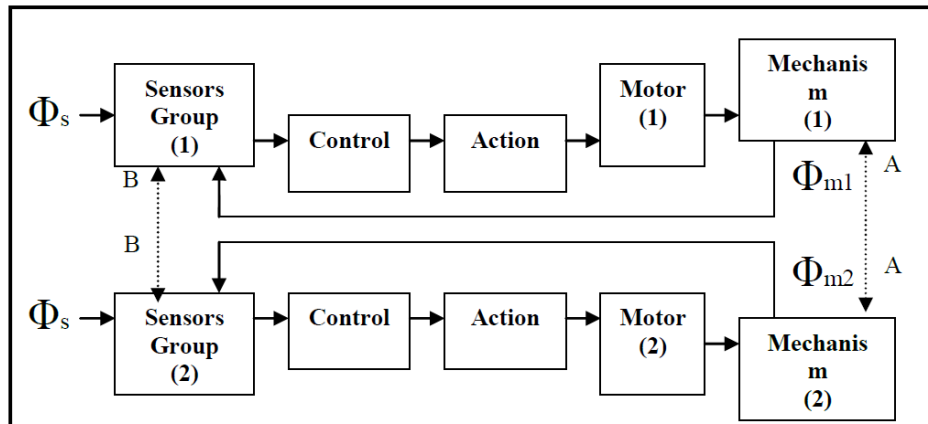 Φs
Sensors
Group
(1)
Control
Action
Motor
(1)
Mechanis
m
(1)
B
Φm1
A
B
Φm2
A
Φs
Sensors
Group
(2)
Control
Action
Motor
(2)
Mechanis
m
(2)